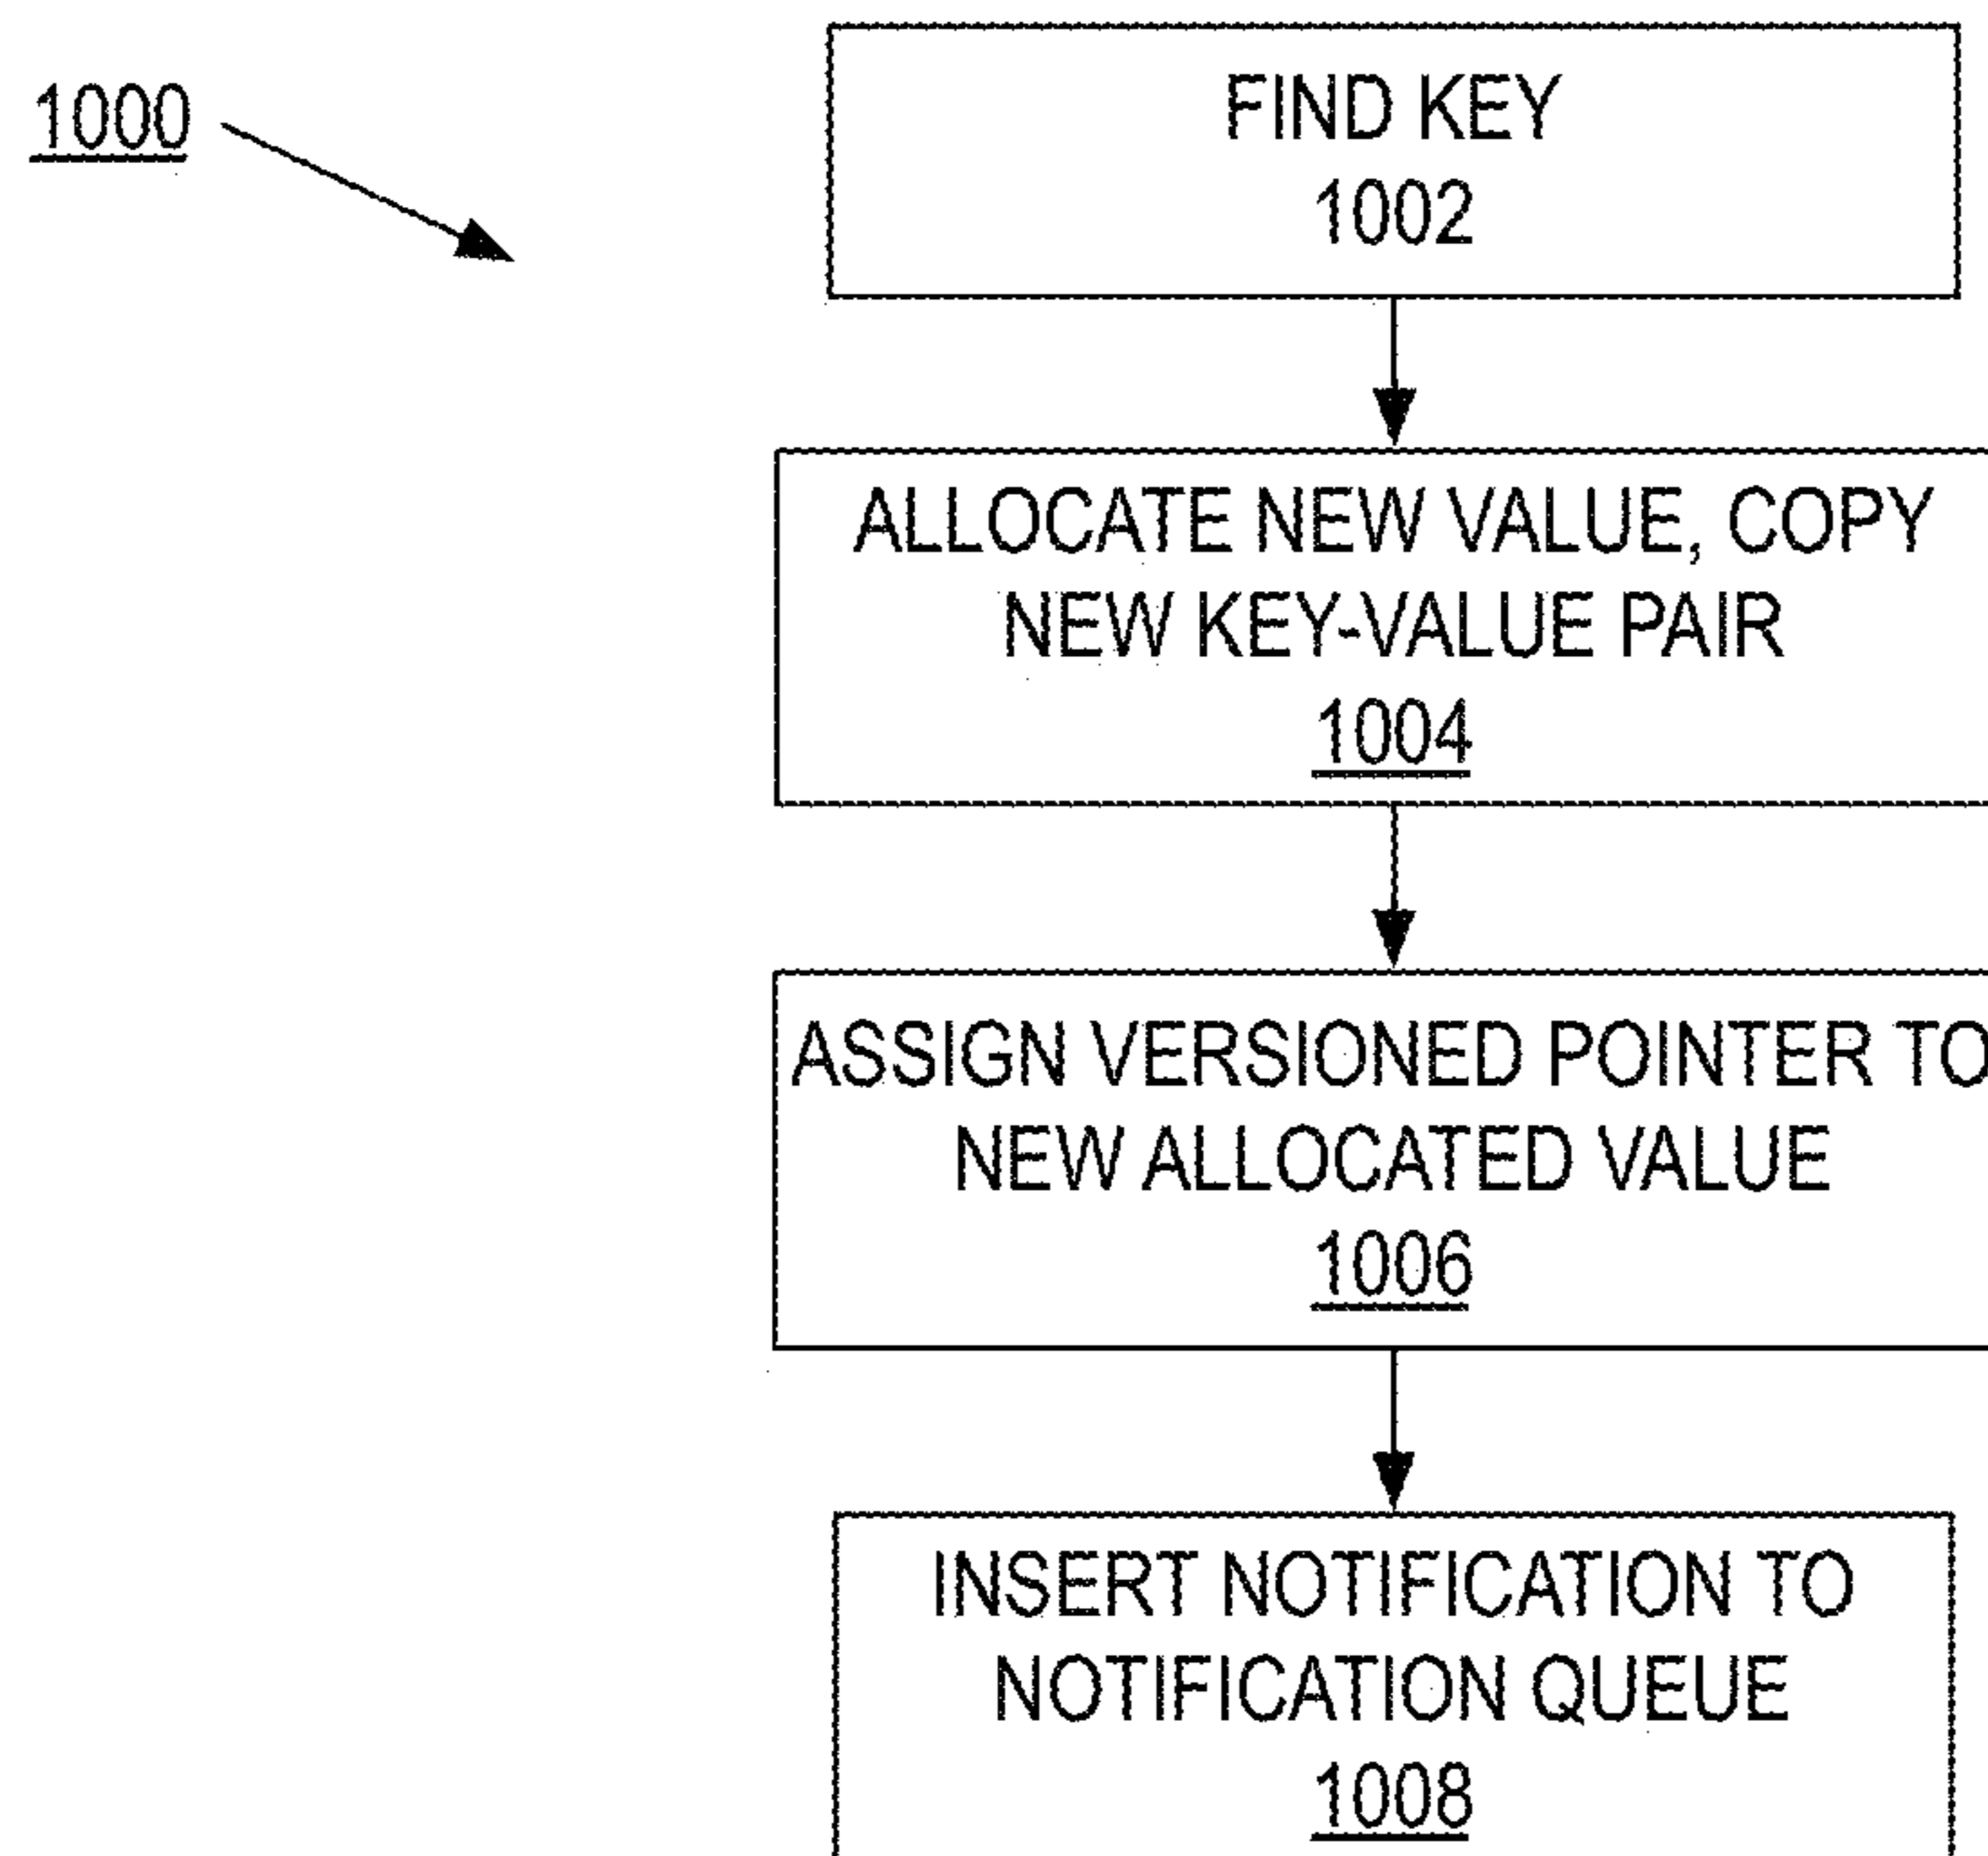 1000
FIND KEY
1002
ALLOCATE NEW VALUE, COPY
NEW KEY-VALUE PAIR
1004
ASSIGN VERSIONED POINTER TO
NEW ALLOCATED VALUE
1006
INSERT NOTIFICATION TO
NOTIFICATION QUEUE
1008